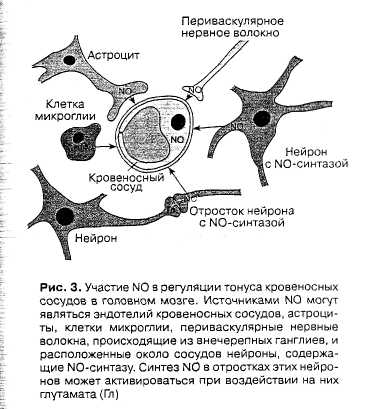 Периваскулярное
нервное волокно
Астроцит
NO
NO
Клетка
микроглии
NO
NO
NO
Кровеносный
сосуд
Нейрон
с NO-синтазой
Отросток нейрона
с NO-синтазой
Нейрон
Рис. 3. Участие NO в регуляции тонуса кровеносных
сосудов в головном мозге. Источниками NO могут
являться эндотелий кровеносных сосудов, астроци-
ты, клетки микроглии, периваскулярные нервные
волокна, происходящие из внечерепных ганглиев, и
расположенные около сосудов нейроны, содержа-
щие NO-синтазу. Синтез NO в отростках этих нейро-
нов может активироваться при воздействии на них
глутамата (Гл)